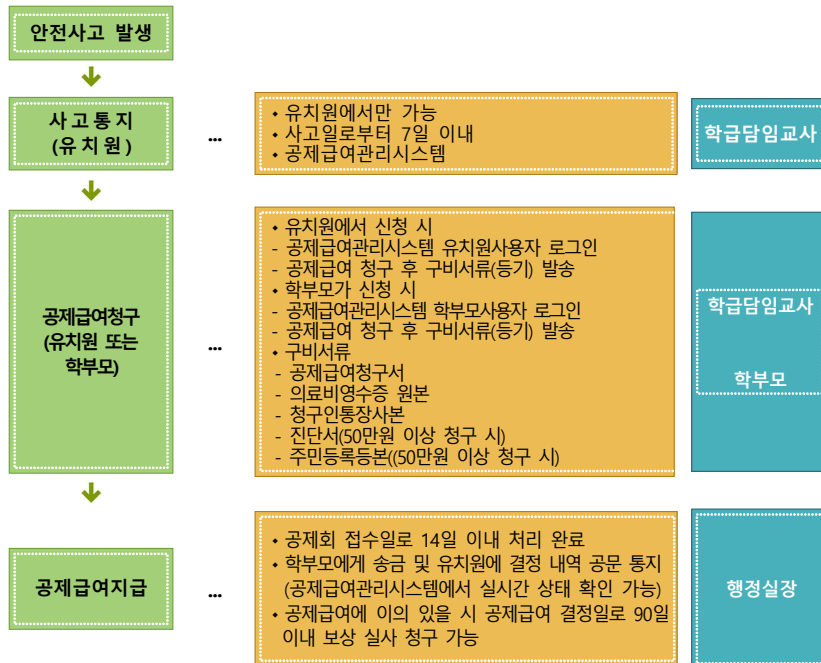 안전사고 발생
사고통지
(유치원)
...
• 유치원에서만 가능
• 사고일로부터 7일 이내
• 공제급여관리시스템
학급담임교사
공제급여청구
(유치원 또는
학부모)
...
• 유치원에서 신청 시
- 공제급여관리시스템 유치원사용자 로그인
- 공제급여 청구 후 구비서류(등기) 발송
• 학부모가 신청 시
- 공제급여관리시스템 학부모사용자 로그인
- 공제급여 청구 후 구비서류(등기) 발송
• 구비서류
- 공제급여청구서
- 의료비영수증 원본
- 청구인통장사본
- 진단서(50만원 이상 청구 시)
- 주민등록등본((50만원 이상 청구 시)
학급담임교사
학부모
공제급여지급
...
• 공제회 접수일로 14일 이내 처리 완료
• 학부모에게 송금 및 유치원에 결정 내역 공문 통지
(공제급여관리시스템에서 실시간 상태 확인 가능)
• 공제급여에 이의 있을 시 공제급여 결정일로 90일
이내 보상 실사 청구 가능
행정실장